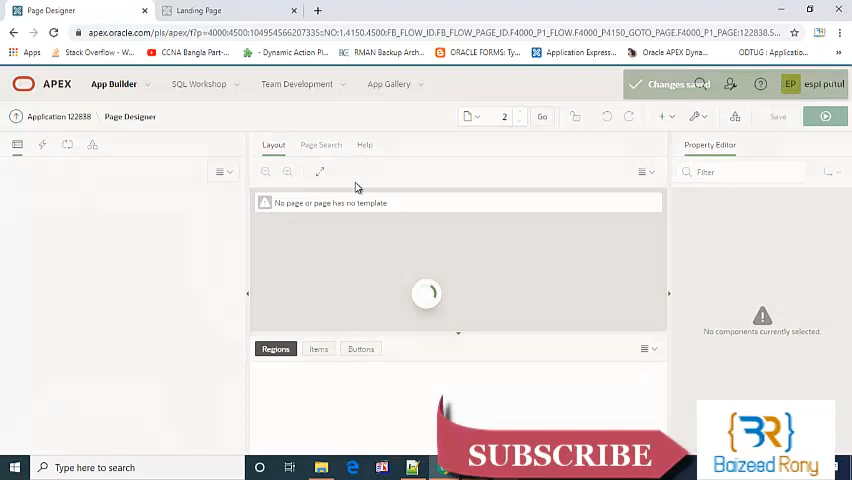 Page Designer
Landing Page
apex.oracle.com/pls/apex/f?p=4000:4500:104954566207335::NO:1,4150,4500:FB_FLOW_ID,FB_FLOW_PAGE_ID,F4000_P1_FLOW,F4000_P4150_GOTO_PAGE,F4000_P1_PAGE:122838,5...
Apps
Stack Overflow - W...
CCNA Bangla Part-...
- Dynamic Action Pl...
RMAN Backup Arch...
ORACLE FORMS: Ty...
Application Express...
Oracle APEX Dyna...
ODTUG : Applicatio...
APEX
App Builder
SQL Workshop
Team Development
App Gallery
Changes saved
EP
espi putul
Application 122838
Page Designer
2
Go
Save
Layout
Page Search
Help
Property Editor
Filter
No page or page has no template
No components currently selected.
Regions
Items
Buttons
SUBSCRIBE
BR
Baizeed Rony
Type here to search